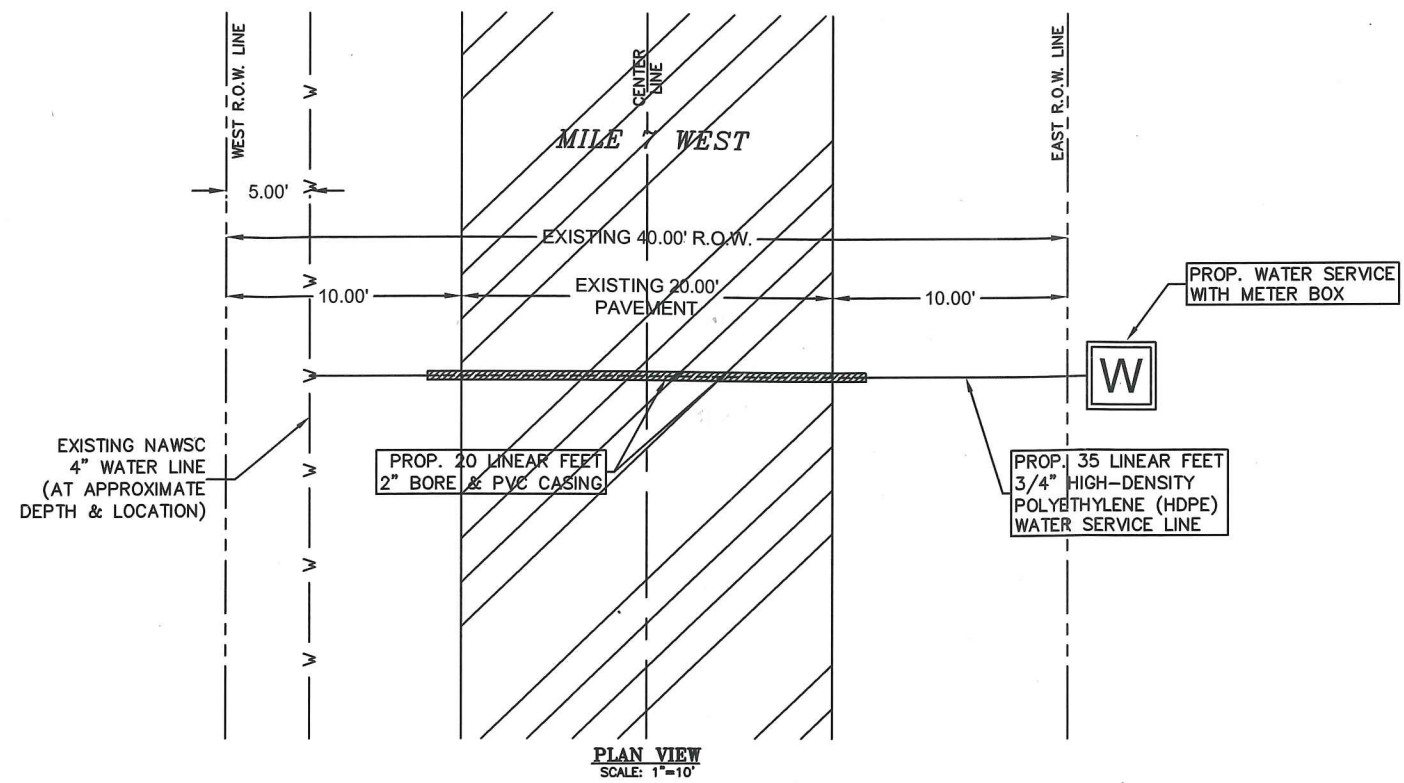 WEST R.O.W. LINE
W
CENTER
LINE
EAST R.O.W. LINE
MILE 7 WEST
5.00'
W
EXISTING 40.00' R.O.W.
10.00'
EXISTING 20.00'
PAVEMENT
10.00'
W
PROP. WATER SERVICE
WITH METER BOX
W
W
EXISTING NAWSC
4" WATER LINE
(AT APPROXIMATE
DEPTH & LOCATION)
W
PROP. 20 LINEAR FEET
2" BORE & PVC CASING
PROP. 35 LINEAR FEET
3/4" HIGH-DENSITY
POLYETHYLENE (HDPE)
WATER SERVICE LINE
W
W
PLAN VIEW
SCALE: 1"=10'